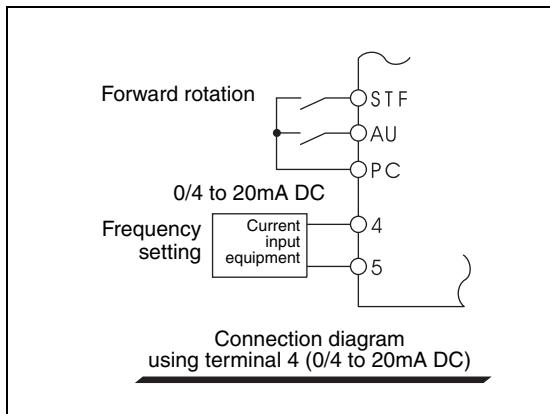 Forward rotation
STF
AU
PC
0/4 to 20mA DC
Frequency
setting
Current
input
equipment
4
5
Connection diagram
using terminal 4 (0/4 to 20mA DC)